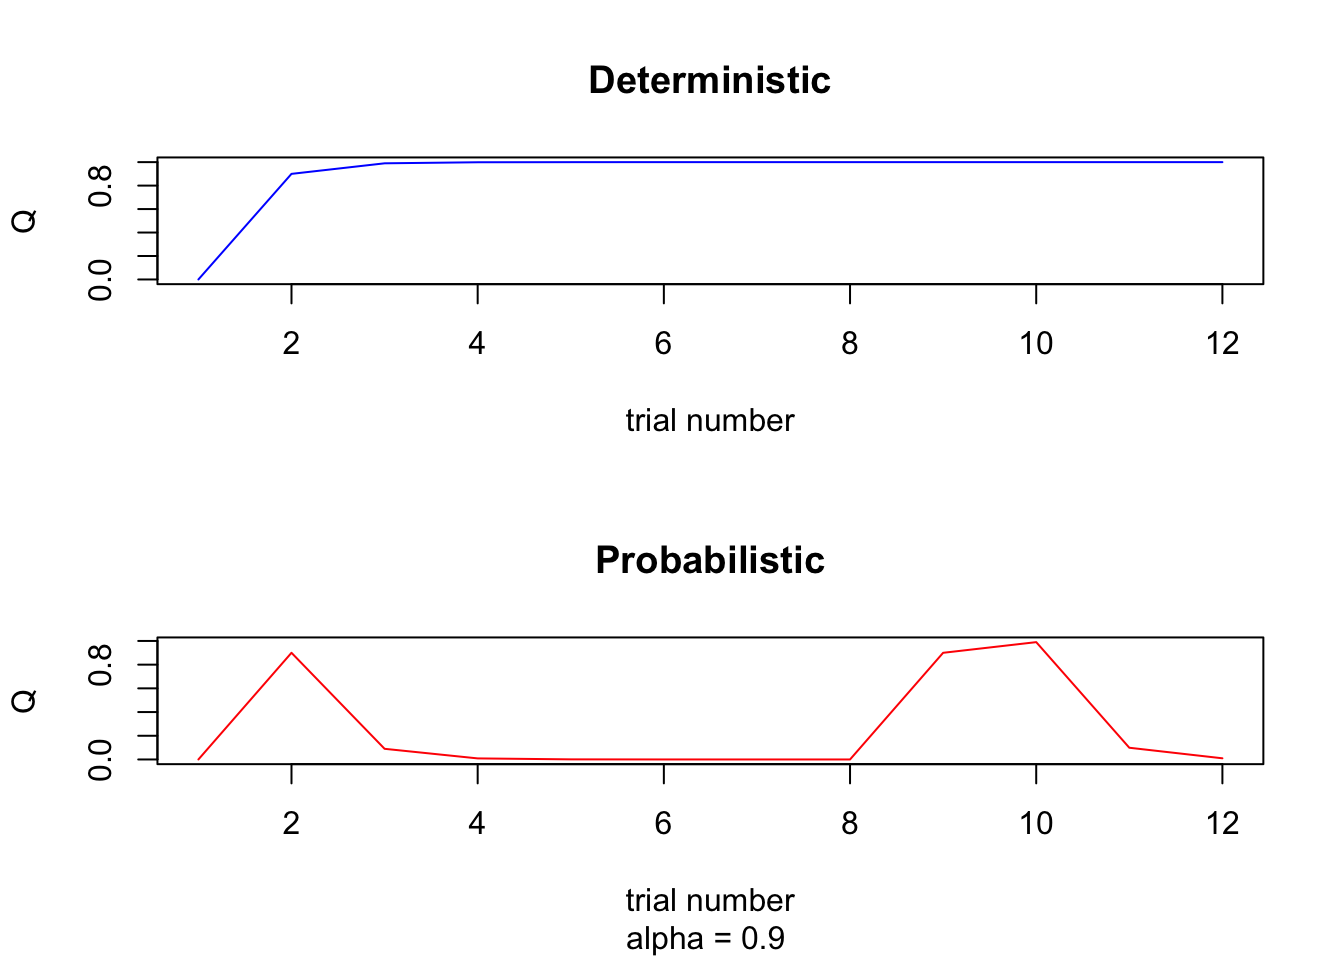 Deterministic
Q
0.8
0.0
2 4 6 8 10 12
trial number
Probabilistic
Q
0.8
0.0
2 4 6 8 10 12
trial number
alpha = 0.9